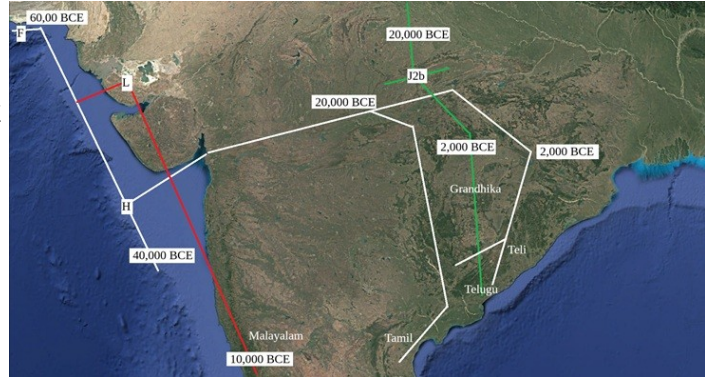 60,00 BCE
F
20,000 BCE
J2b
L
20,000 BCE
2,000 BCE
2,000 BCE
Grandhika
H
Teli
40,000 BCE
Telugu
Malayalam
Tamil
10,000 BCE